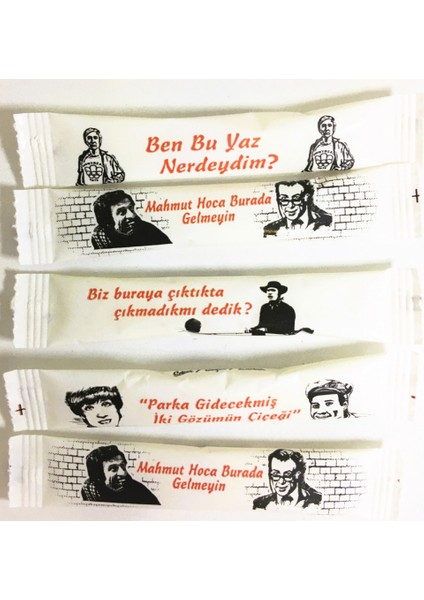 Ben Bu Yaz
Nerdeydim?
Mahmut Hoca Burada
Gelmeyin
Biz buraya çıktıkta
çıkmadıkmı dedik?
"Parka Gidecekmiş
İki Gözümün Çiçeği"
Mahmut Hoca Burada
Gelmeyin